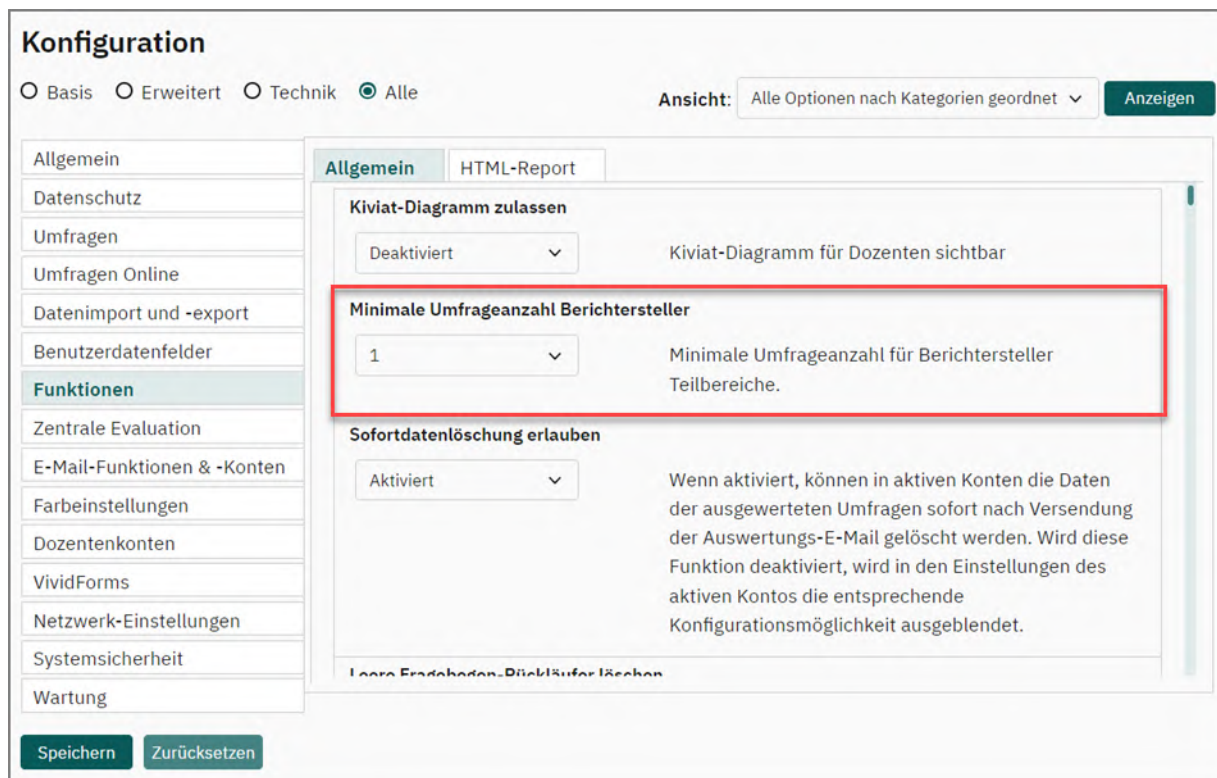 Konfiguration
Basis Erweitert Technik Alle
Ansicht: Alle Optionen nach Kategorien geordnet Anzeigen
Allgemein
Datenschutz
Umfragen
Umfragen Online
Datenimport und -export
Benutzerdatenfelder
Funktionen
Zentrale Evaluation
E-Mail-Funktionen & -Konten
Farbeinstellungen
Dozentenkonten
VividForms
Netzwerk-Einstellungen
Systemsicherheit
Wartung
Allgemein HTML-Report
Kiviat-Diagramm zulassen
Deaktiviert
Kiviat-Diagramm für Dozenten sichtbar
Minimale Umfrageanzahl Berichtersteller
1
Minimale Umfrageanzahl für Berichtersteller
Teilbereiche.
Sofortdatenlöschung erlauben
Aktiviert
Wenn aktiviert, können in aktiven Konten die Daten
der ausgewerteten Umfragen sofort nach Versendung
der Auswertungs-E-Mail gelöscht werden. Wird diese
Funktion deaktiviert, wird in den Einstellungen des
aktiven Kontos die entsprechende
Konfigurationsmöglichkeit ausgeblendet.
Leere Fragebogen-Rückläufer löschen
Speichern Zurücksetzen